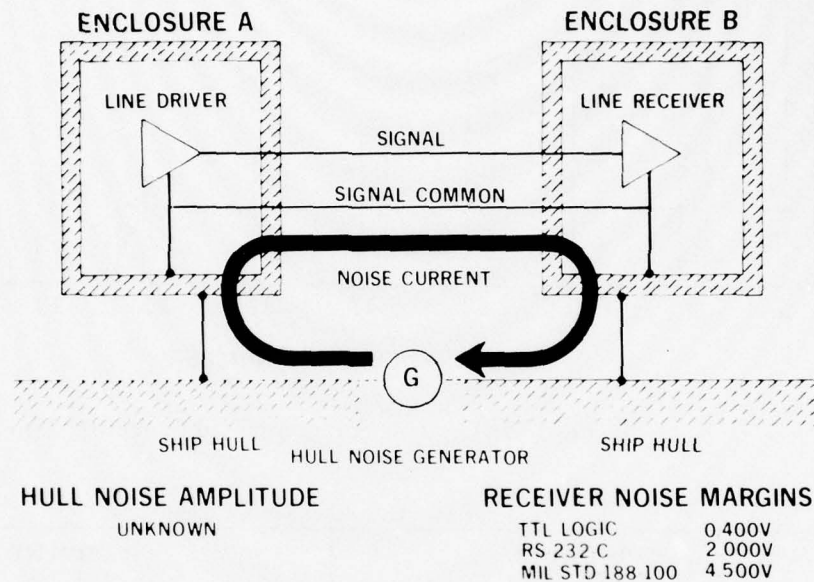 ENCLOSURE A
ENCLOSURE B
LINE DRIVER
LINE RECEIVER
SIGNAL
SIGNAL COMMON
NOISE CURRENT
G
SHIP HULL
HULL NOISE GENERATOR
SHIP HULL
HULL NOISE AMPLITUDE
UNKNOWN
RECEIVER NOISE MARGINS
TTL LOGIC 0 400V
RS 232 C 2 000V
MIL STD 188 100 4 500V